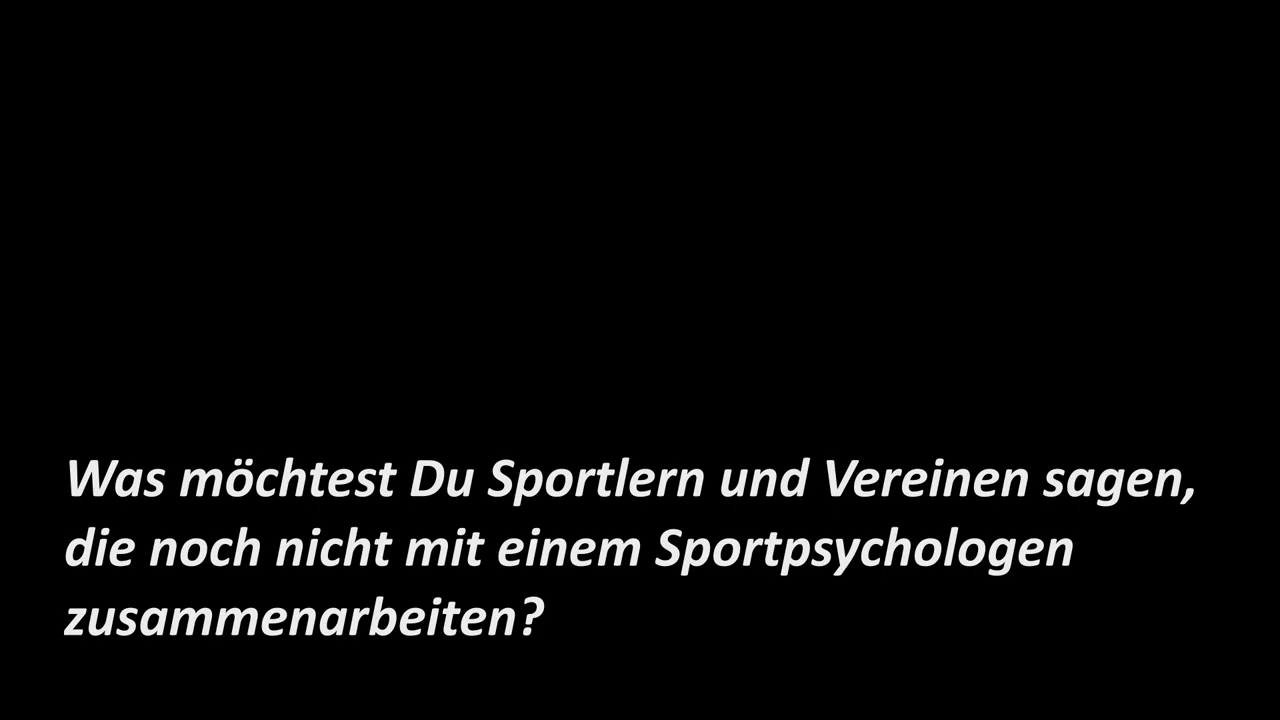 Was möchtest Du Sportlern und Vereinen sagen,
die noch nicht mit einem Sportpsychologen
zusammenarbeiten?